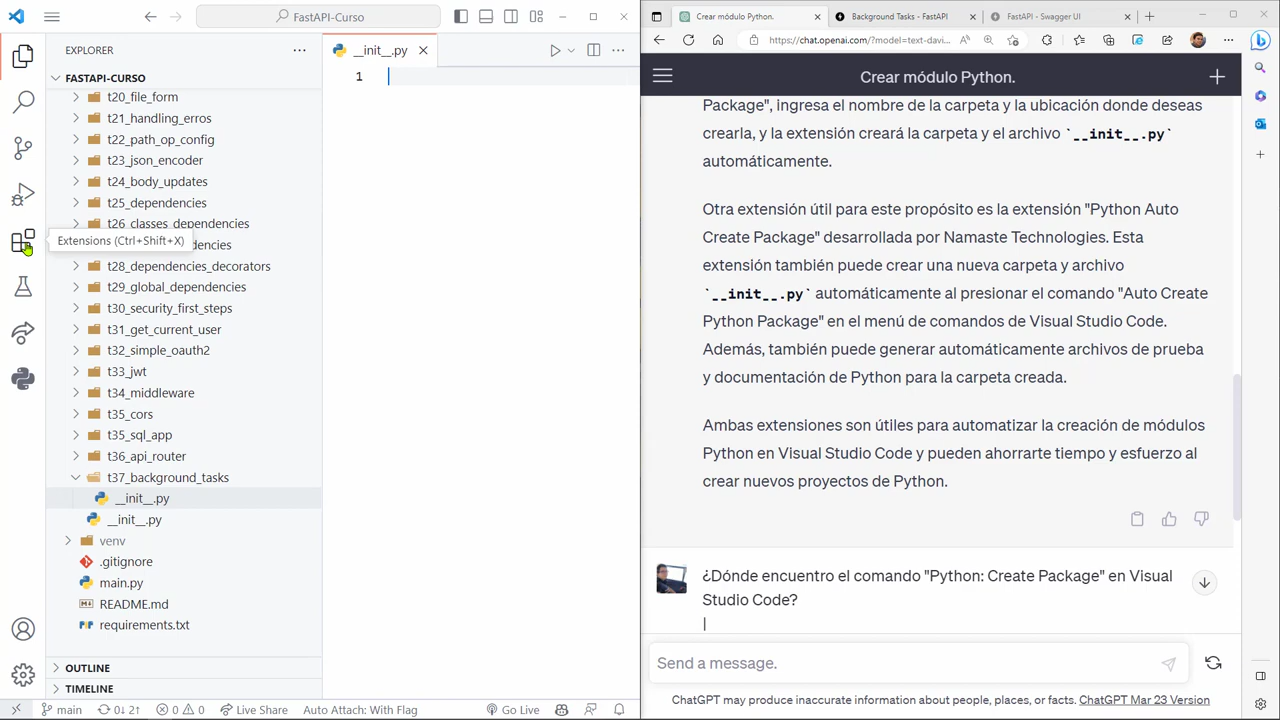 FastAPI-Curso
EXPLORER
FASTAPI-CURSO
t20_file_form
t21_handling_erros
t22_path_op_config
t23_json_encoder
t24_body_updates
t25_dependencies
t26_classes_dependencies
Extensions (Ctrl+Shift+X)
dencies
t28_dependencies_decorators
t29_global_dependencies
t30_security_first_steps
t31_get_current_user
t32_simple_oauth2
t33_jwt
t34_middleware
t35_cors
t35_sql_app
t36_api_router
t37_background_tasks
__init__.py
__init__.py
venv
.gitignore
main.py
README.md
requirements.txt
OUTLINE
TIMELINE
main
0↓ 2↑
0
0
Live Share
Auto Attach: With Flag
Go Live
__init__.py
1
Crear módulo Python.
Background Tasks - FastAPI
FastAPI - Swagger UI
https://chat.openai.com/?model=text-davi...
Crear módulo Python.
Package", ingresa el nombre de la carpeta y la ubicación donde deseas
crearla, y la extensión creará la carpeta y el archivo `__init__.py`
automáticamente.
Otra extensión útil para este propósito es la extensión "Python Auto
Create Package" desarrollada por Namaste Technologies. Esta
extensión también puede crear una nueva carpeta y archivo
`__init__.py` automáticamente al presionar el comando "Auto Create
Python Package" en el menú de comandos de Visual Studio Code.
Además, también puede generar automáticamente archivos de prueba
y documentación de Python para la carpeta creada.
Ambas extensiones son útiles para automatizar la creación de módulos
Python en Visual Studio Code y pueden ahorrarte tiempo y esfuerzo al
crear nuevos proyectos de Python.
¿Dónde encuentro el comando "Python: Create Package" en Visual
Studio Code?
Send a message.
ChatGPT may produce inaccurate information about people, places, or facts. ChatGPT Mar 23 Version